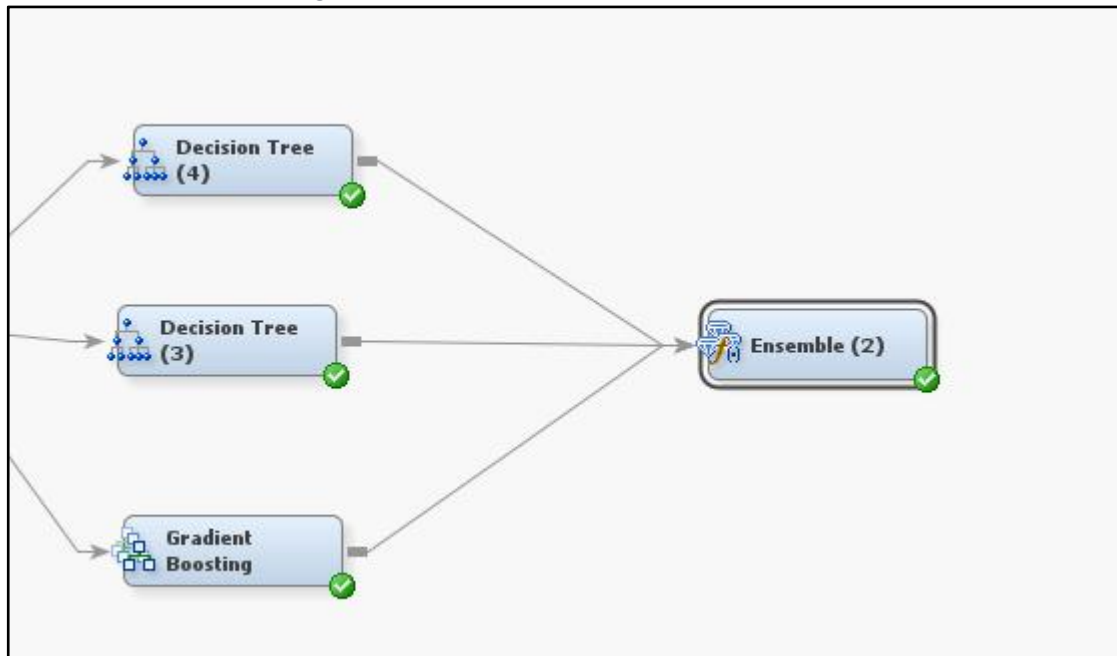 Decision Tree
(4)
Decision Tree
(3)
Ensemble (2)
Gradient
Boosting